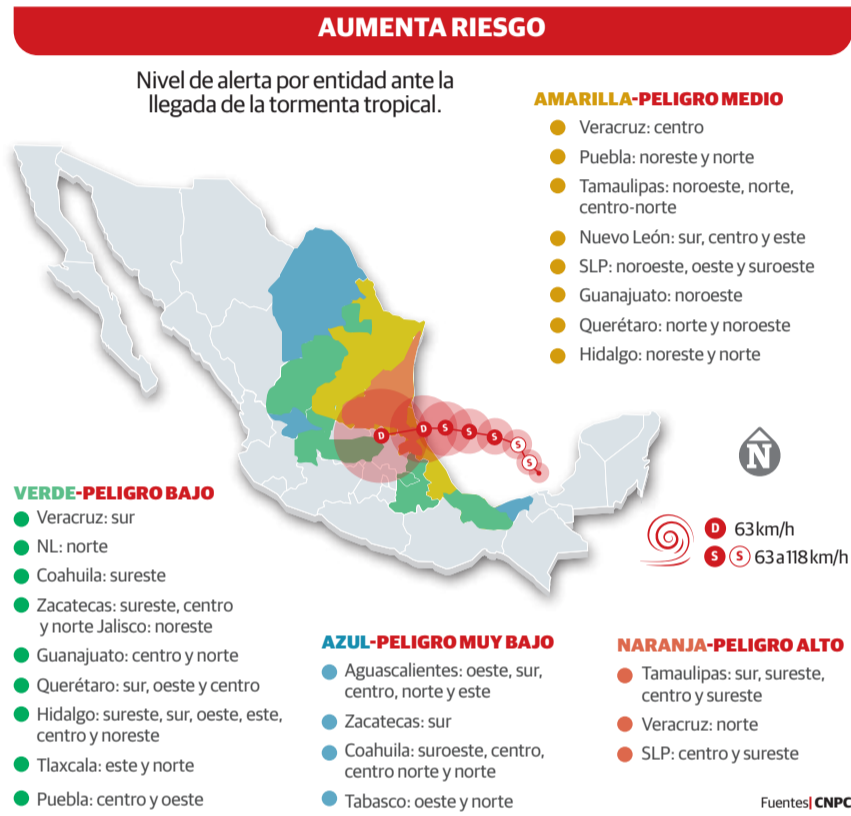 AUMENTA RIESGO
Nivel de alerta por entidad ante la
llegada de la tormenta tropical.
AMARILLA-PELIGRO MEDIO
Veracruz: centro
Puebla: noreste y norte
Tamaulipas: noroeste, norte,
centro-norte
Nuevo León: sur, centro y este
SLP: noroeste, oeste y suroeste
Guanajuato: noroeste
Querétaro: norte y noroeste
Hidalgo: noreste y norte
D
D
S
S
S
S
S
N
D 63 km/h
S S 63 a 118 km/h
VERDE-PELIGRO BAJO
Veracruz: sur
NL: norte
Coahuila: sureste
Zacatecas: sureste, centro
y norte Jalisco: noreste
Guanajuato: centro y norte
Querétaro: sur, oeste y centro
Hidalgo: sureste, sur, oeste, este,
centro y noreste
Tlaxcala: este y norte
Puebla: centro y oeste
AZUL-PELIGRO MUY BAJO
Aguascalientes: oeste, sur,
centro, norte y este
Zacatecas: sur
Coahuila: suroeste, centro,
centro norte y norte
Tabasco: oeste y norte
NARANJA-PELIGRO ALTO
Tamaulipas: sur, sureste,
centro y sureste
Veracruz: norte
SLP: centro y sureste
Fuentes| CNPC